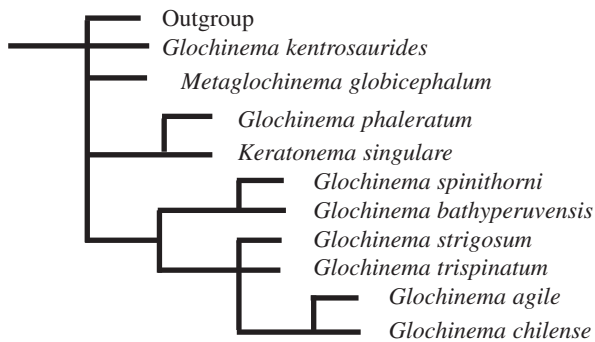 Outgroup
Glochinema kentrosaurides
Metaglochinema globicephalum
Glochinema phaleratum
Keratonema singulare
Glochinema spinithorni
Glochinema bathyperuvensis
Glochinema strigosum
Glochinema trispinatum
Glochinema agile
Glochinema chilense